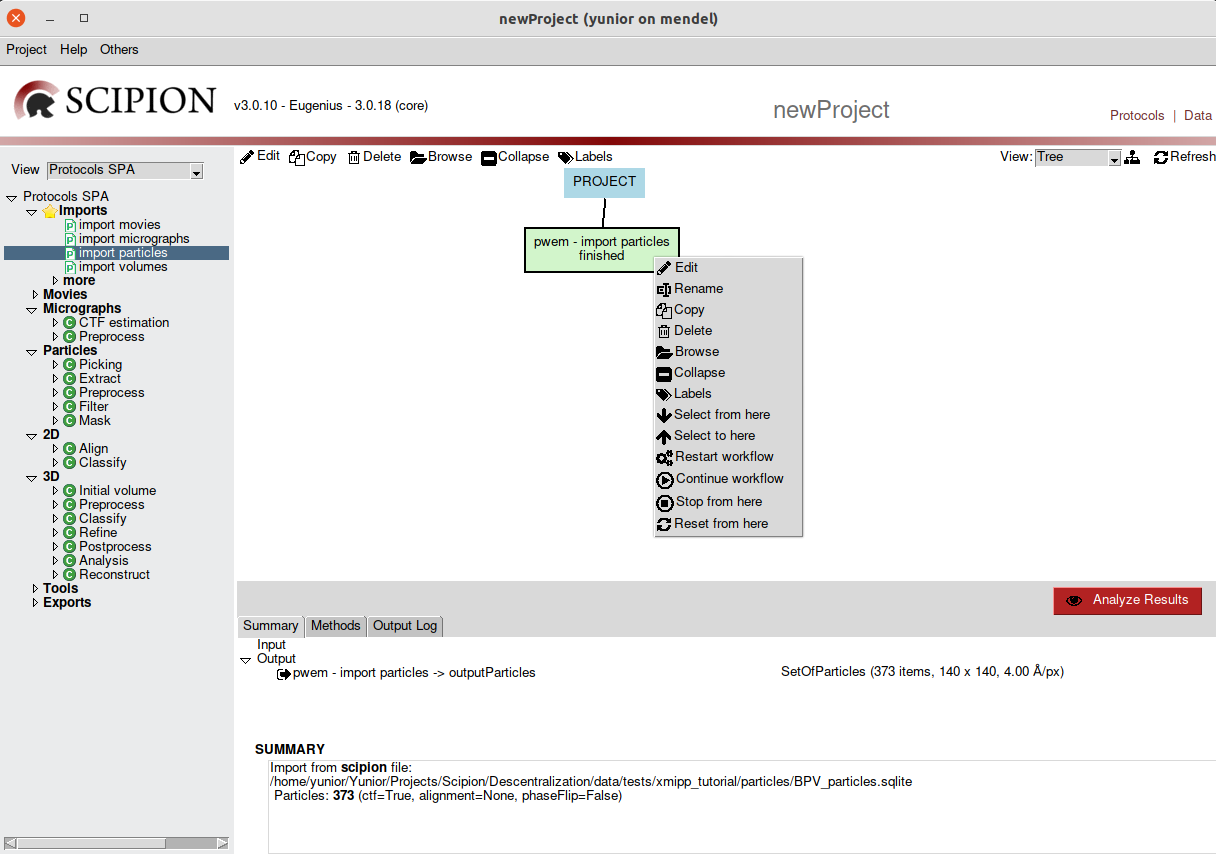 newProject (yunior on mendel)
Project Help Others
SCIPION v3.0.10 - Eugenius - 3.0.18 (core) newProject Protocols | Data
View Protocols SPA
Protocols SPA
Imports
import movies
import micrographs
import particles
import volumes
more
Movies
Micrographs
CTF estimation
Preprocess
Particles
Picking
Extract
Preprocess
Filter
Mask
2D
Align
Classify
3D
Initial volume
Preprocess
Classify
Refine
Postprocess
Analysis
Reconstruct
Tools
Exports
Edit Copy Delete Browse Collapse Labels View: Tree Refresh
PROJECT
pwem - import particles
finished
Edit
Rename
Copy
Delete
Browse
Collapse
Labels
Select from here
Select to here
Restart workflow
Continue workflow
Stop from here
Reset from here
Analyze Results
Summary Methods Output Log
Input
Output
pwem - import particles -> outputParticles SetOfParticles (373 items, 140 x 140, 4.00 Å/px)
SUMMARY
Import from scipion file:
/home/yunior/Yunior/Projects/Scipion/Descentralization/data/tests/xmipp_tutorial/particles/BPV_particles.sqlite
Particles: 373 (ctf=True, alignment=None, phaseFlip=False)